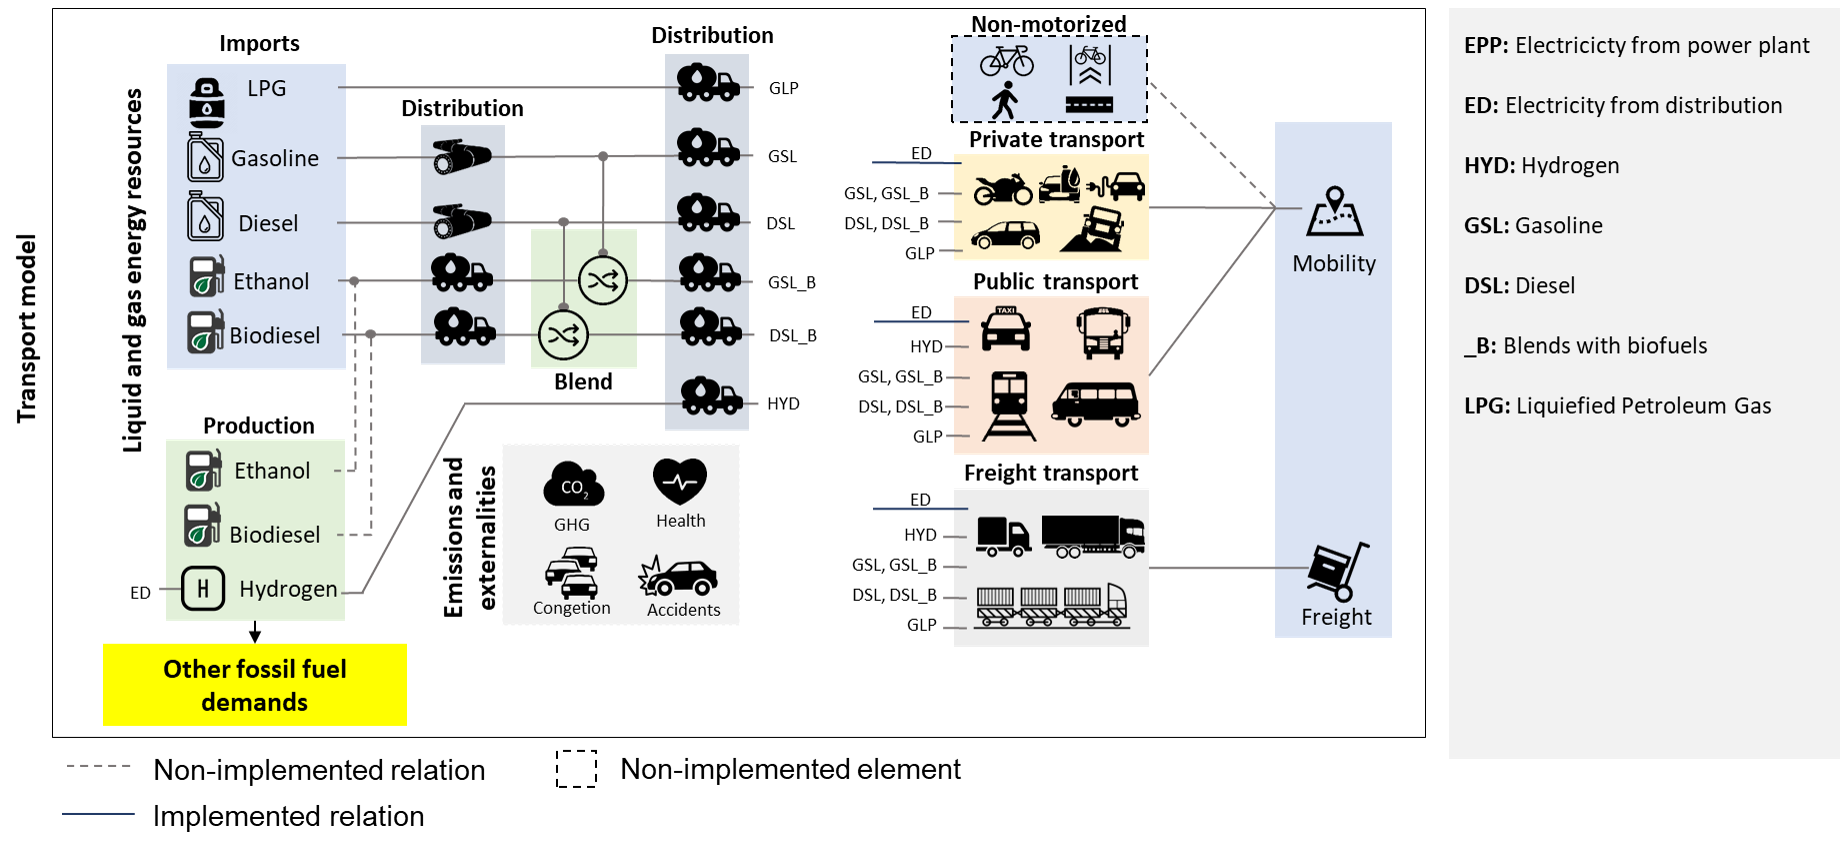 Transport model
Liquid and gas energy resources
Imports
LPG
Gasoline
Diesel
Ethanol
Biodiesel
Production
Ethanol
Biodiesel
ED
H
Hydrogen
Other fossil fuel
demands
Distribution
Blend
Distribution
GLP
GSL
DSL
GSL_B
DSL_B
HYD
Emissions and
externalities
CO2
GHG
Health
Congetion
Accidents
Non-motorized
Private transport
ED
GSL, GSL_B
DSL, DSL_B
GLP
Public transport
TAXI
ED
HYD
GSL, GSL_B
DSL, DSL_B
GLP
Freight transport
ED
HYD
GSL, GSL_B
DSL, DSL_B
GLP
Mobility
Freight
EPP: Electricicty from power plant
ED: Electricity from distribution
HYD: Hydrogen
GSL: Gasoline
DSL: Diesel
_B: Blends with biofuels
LPG: Liquiefied Petroleum Gas
Non-implemented relation
Non-implemented element
Implemented relation